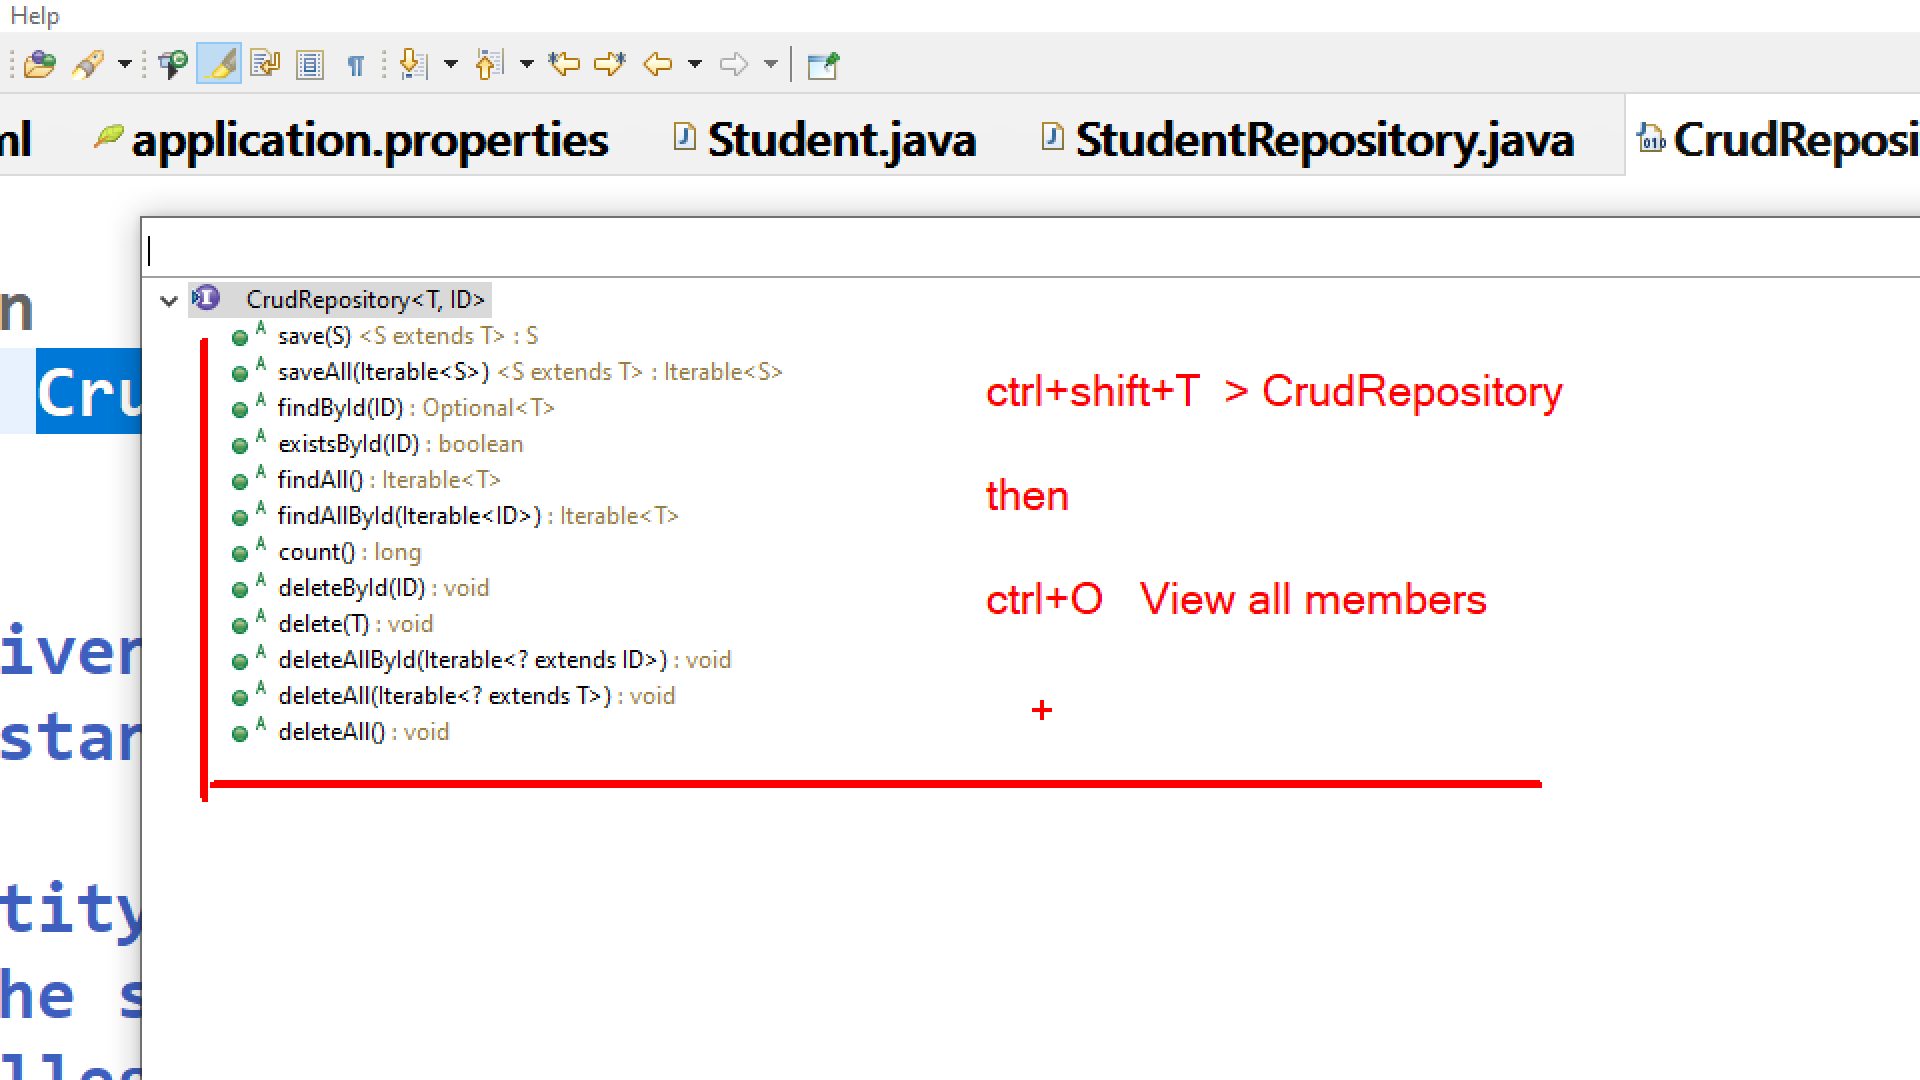 Help
ml
application.properties
Student.java
StudentRepository.java
CrudReposi
n
Cru
CrudRepository<T, ID>
save(S) <S extends T> : S
saveAll(Iterable<S>) <S extends T> : Iterable<S>
findById(ID) : Optional<T>
existsById(ID) : boolean
findAll() : Iterable<T>
findAllById(Iterable<ID>) : Iterable<T>
count() : long
deleteById(ID) : void
delete(T) : void
deleteAllById(Iterable<? extends ID>) : void
deleteAll(Iterable<? extends T>) : void
deleteAll() : void
ctrl+shift+T > CrudRepository
then
ctrl+O View all members
iven
stan
tity
he s